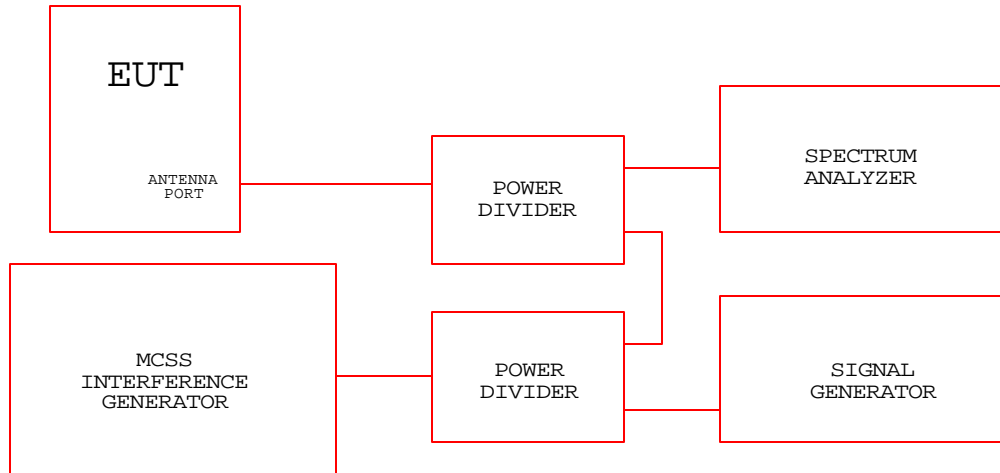 EUT
ANTENNA
PORT
POWER
DIVIDER
SPECTRUM
ANALYZER
MCSS
INTERFERENCE
GENERATOR
POWER
DIVIDER
SIGNAL
GENERATOR